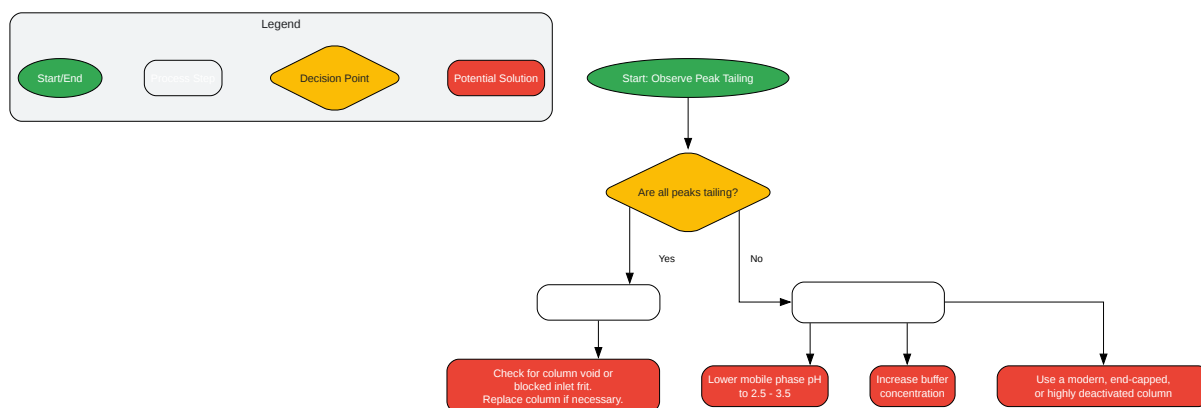 Legend
Start/End
Process Step
Decision Point
Potential Solution
Start: Observe Peak Tailing
Are all peaks tailing?
Yes
No
Check for column void or
blocked inlet frit.
Replace column if necessary.
Lower mobile phase pH
to 2.5 - 3.5
Increase buffer
concentration
Use a modern, end-capped,
or highly deactivated column